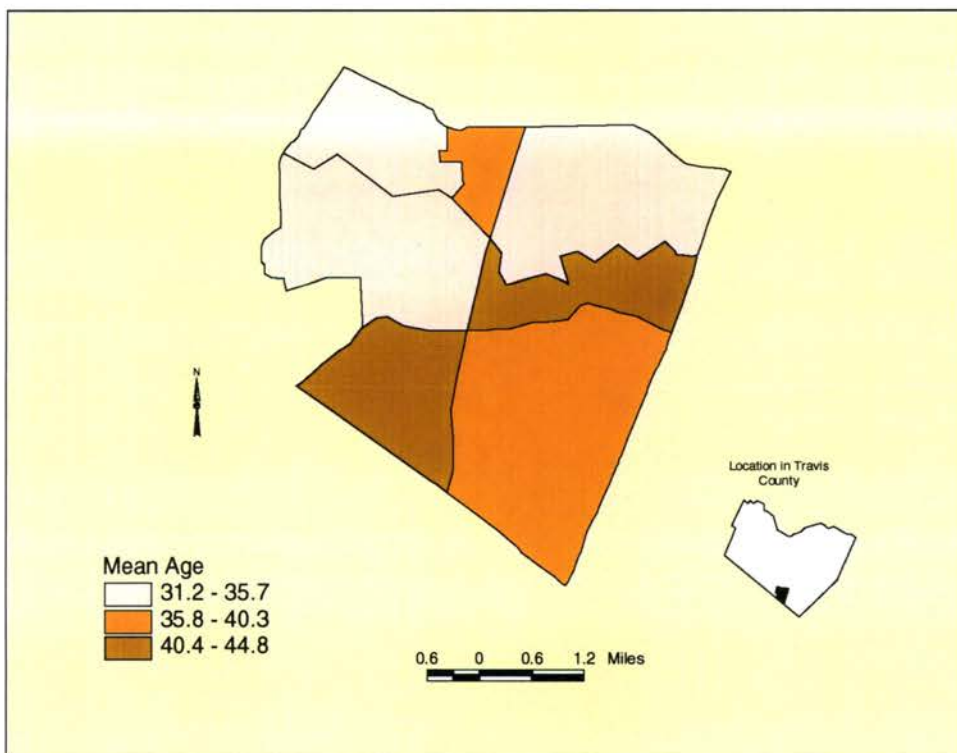 N
Location in Travis
County
Mean Age
31.2 - 35.7
35.8 - 40.3
40.4 - 44.8
0.6 0 0.6 1.2 Miles